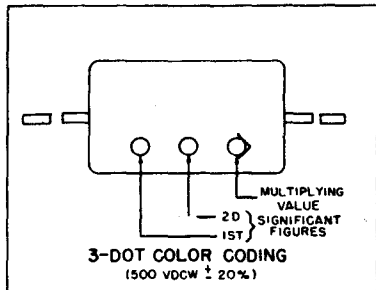 MULTIPLYING
VALUE
2D
SIGNIFICANT
1ST
FIGURES
3-DOT COLOR CODING
(500 VDCW ± 20%)